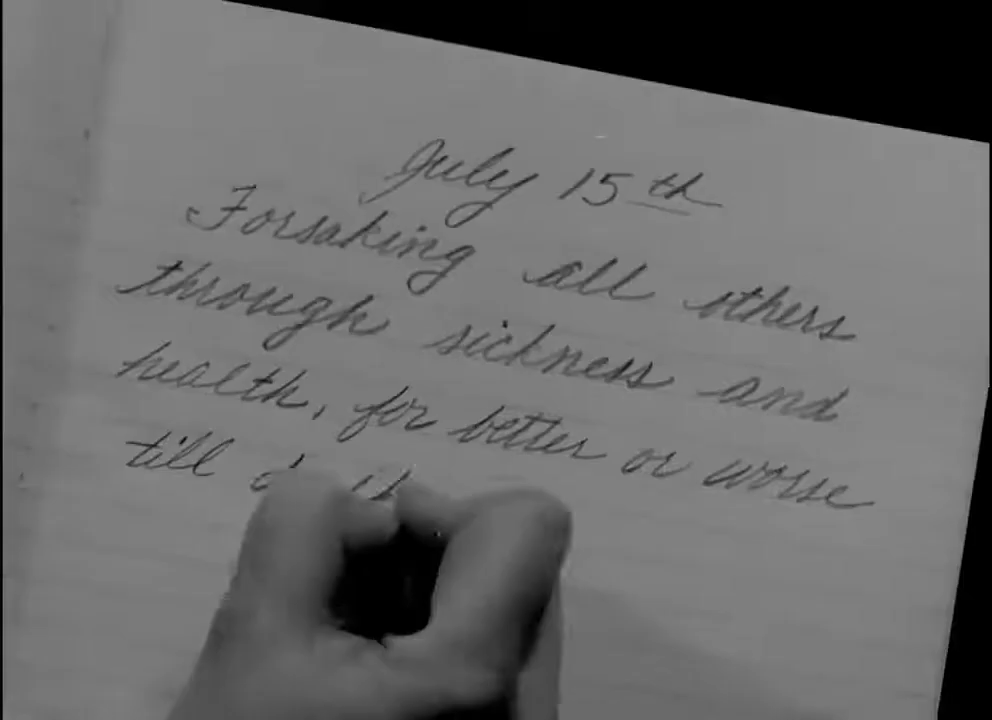 July 15th
Forsaking all others
through sickness and
health, for better or worse
till